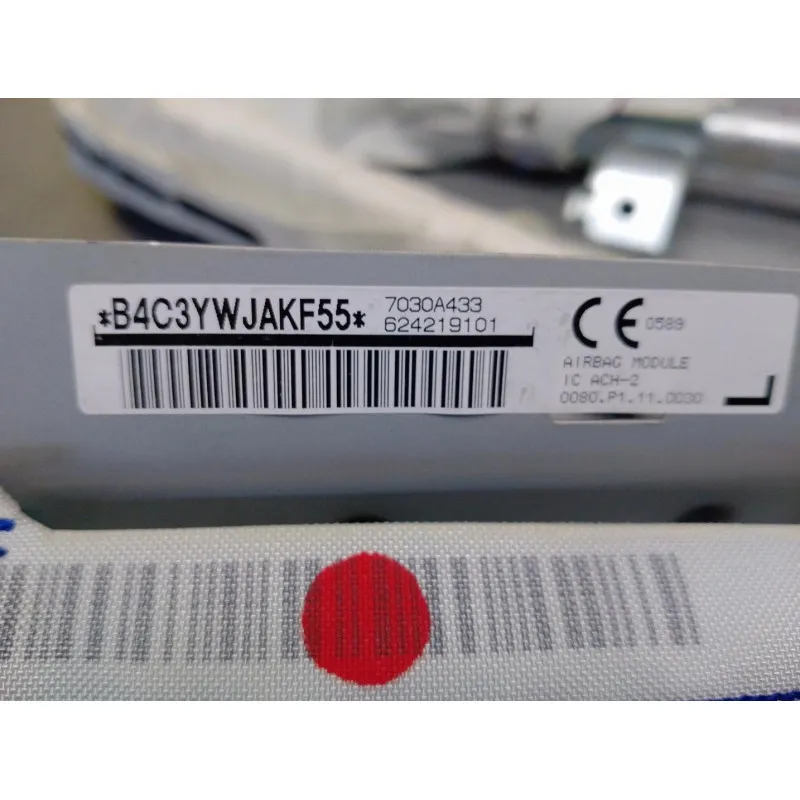 *B4C3YWJAKF55*
7030A433
624219101
CE 0589
AIRBAG MODULE
IC ACH-2
0080.P1.11.0030